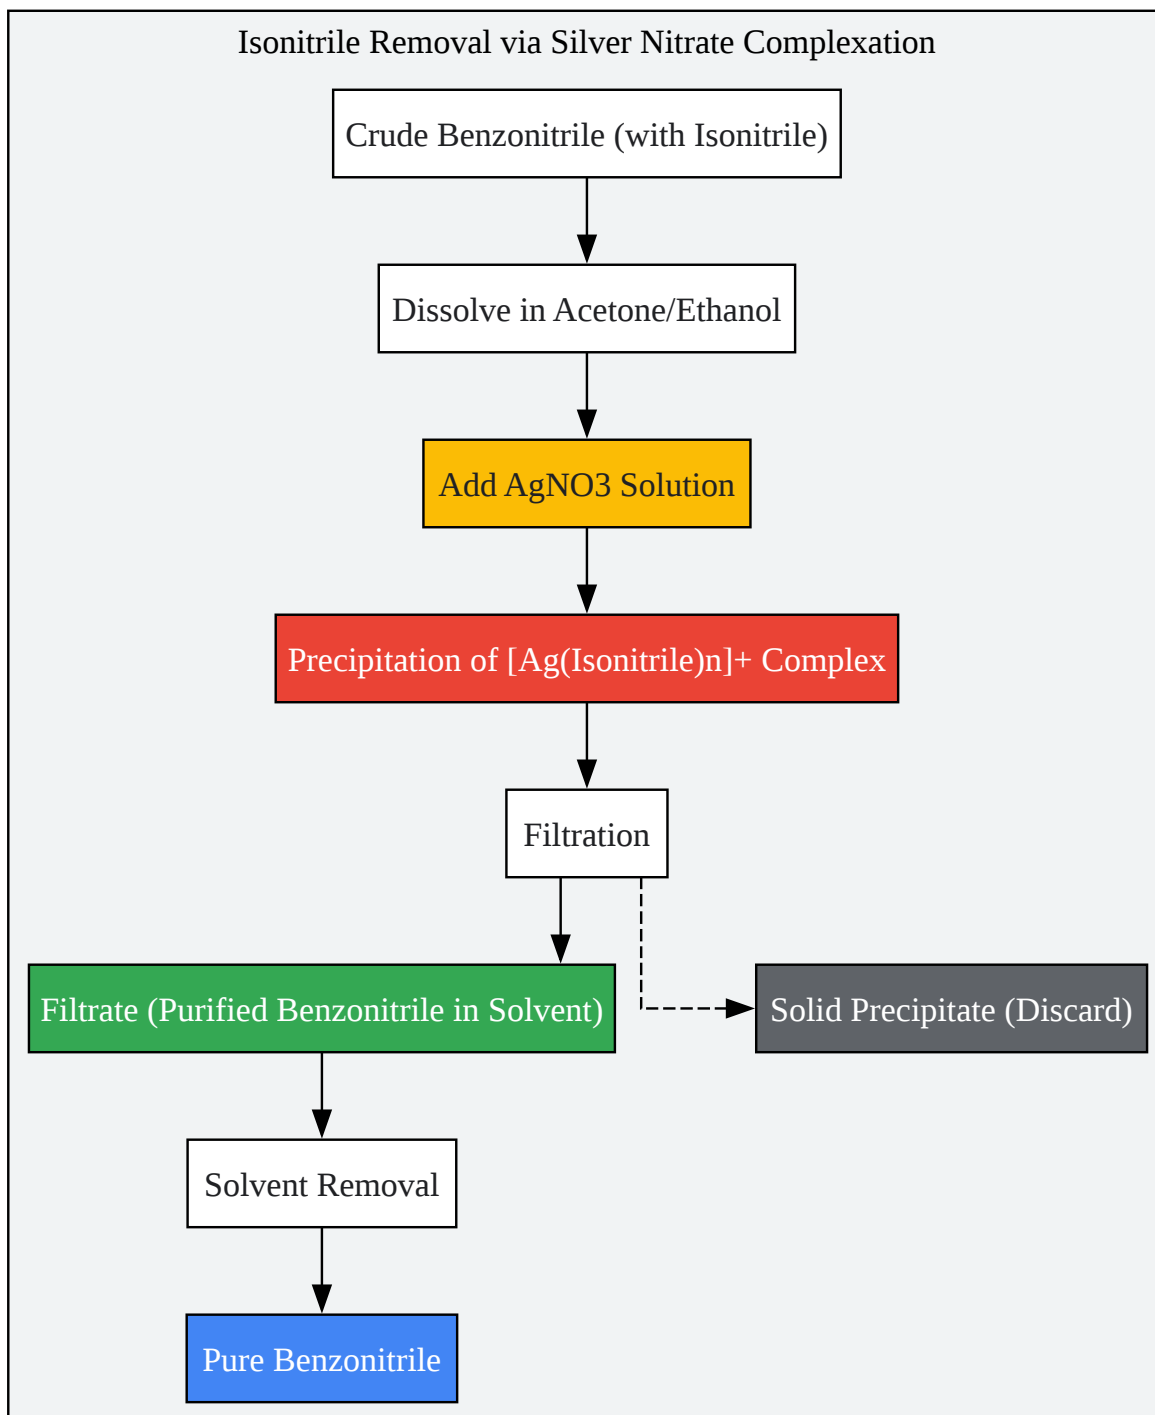 Isonitrile Removal via Silver Nitrate Complexation
Crude Benzonitrile (with Isonitrile)
Dissolve in Acetone/Ethanol
Add AgNO3 Solution
Precipitation of [Ag(Isonitrile)n]+ Complex
Filtration
Filtrate (Purified Benzonitrile in Solvent)
Solid Precipitate (Discard)
Solvent Removal
Pure Benzonitrile